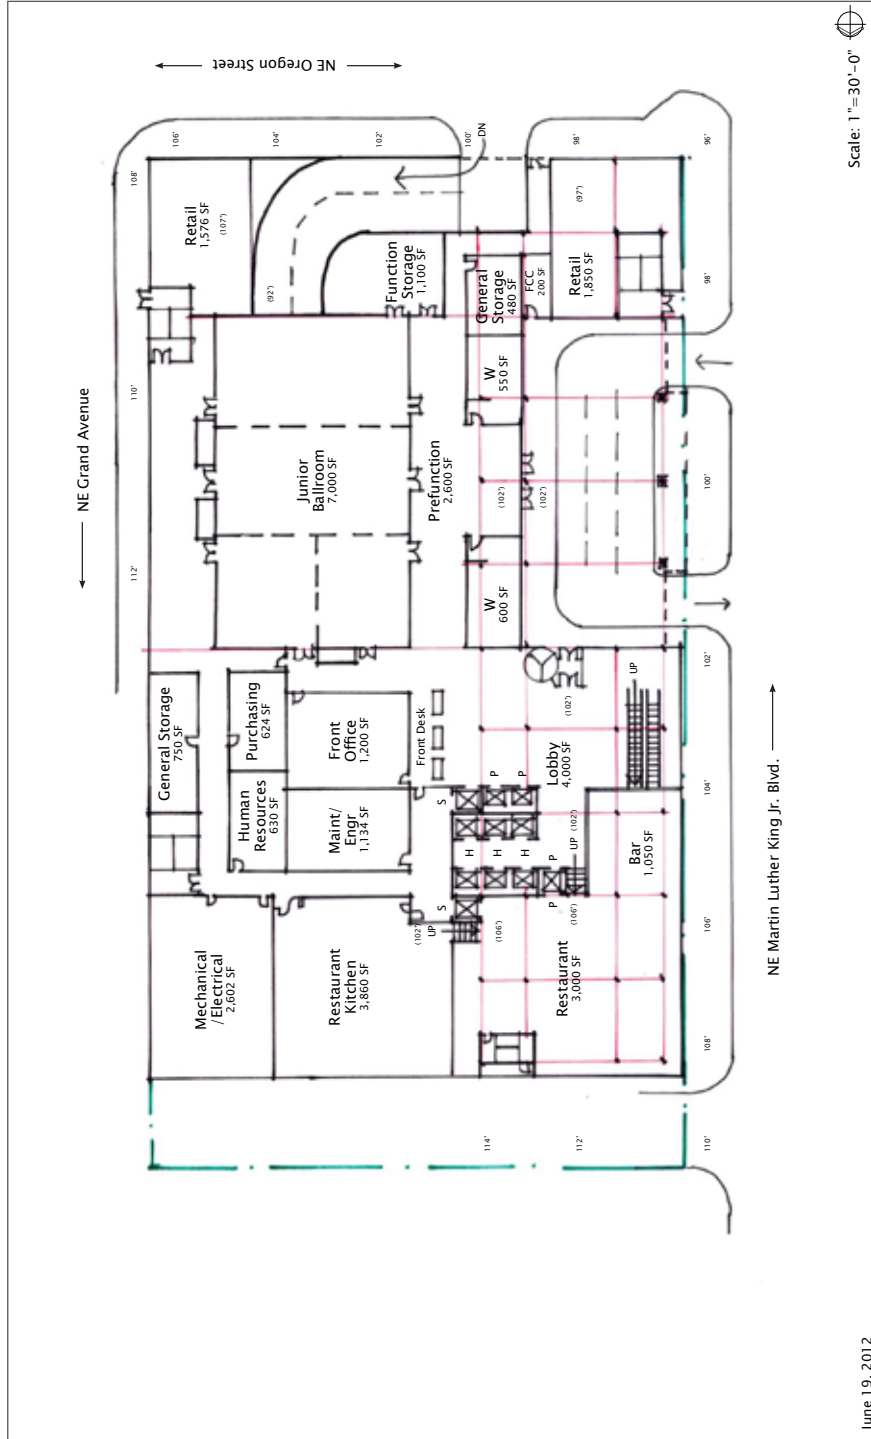 NE Oregon Street
Scale: 1"=30'-0"
NE Grand Avenue
NE Martin Luther King Jr. Blvd.
June 19, 2012
108'
110'
112'
106'
104'
102'
100'
98'
96'
98'
100'
102'
104'
106'
108'
110'
112'
114'
DN
Retail
1,576 SF
(107')
(92')
Function
Storage
1,100 SF
General
Storage
480 SF
FCC
200 SF
Retail
1,850 SF
(97')
W
550 SF
Junior
Ballroom
7,000 SF
Prefunction
2,600 SF
(102')
(102')
W
600 SF
General Storage
750 SF
Purchasing
624 SF
Front
Office
1,200 SF
Front Desk
(102')
UP
Lobby
4,000 SF
Human
Resources
630 SF
Maint/
Engr
1,134 SF
S
P
P
H
H
H
P
(102')
UP
Bar
1,050 SF
S
P
(102')
UP
(106')
(106')
Mechanical
/ Electrical
2,602 SF
Restaurant
Kitchen
3,860 SF
Restaurant
3,000 SF